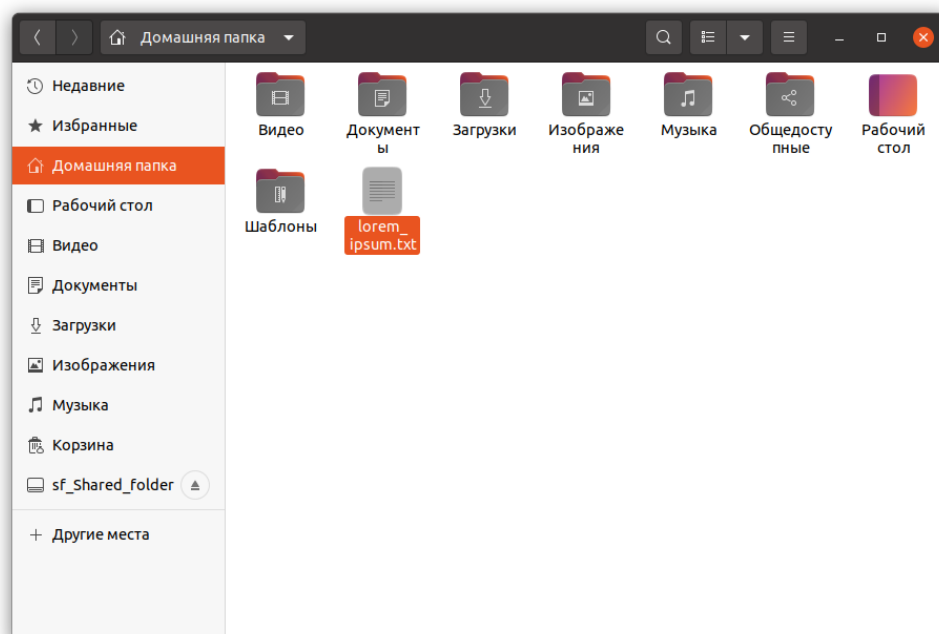 Домашняя папка
Недавние
Избранные
Домашняя папка
Рабочий стол
Видео
Документы
Загрузки
Изображения
Музыка
Корзина
sf_Shared_folder
Другие места
Видео
Документ
ы
Загрузки
Изображе
ния
Музыка
Общедосту
пные
Рабочий
стол
Шаблоны
lorem_
ipsum.txt